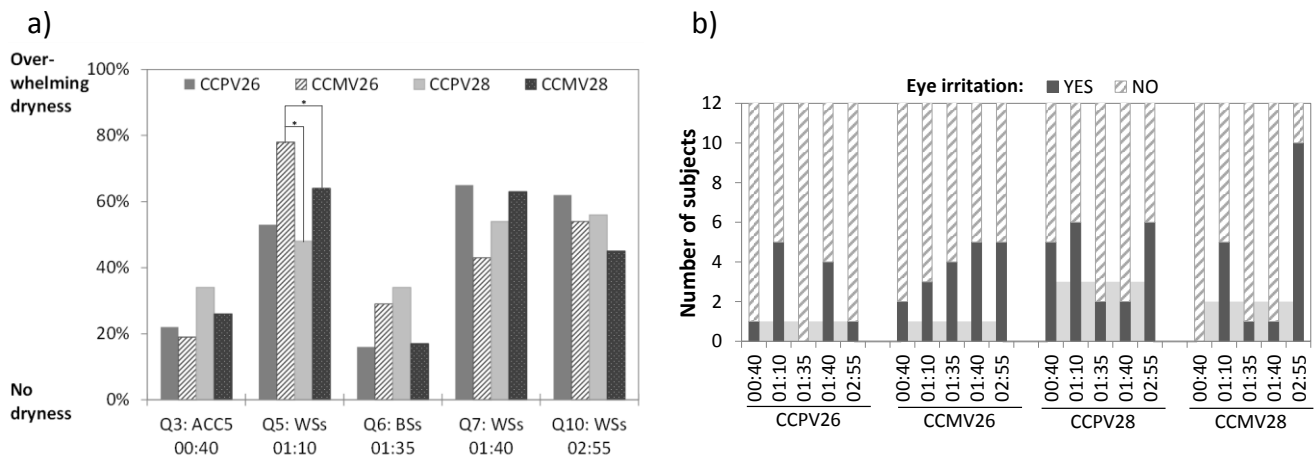 a)
Over-
whelming
dryness
100%
CCPV26 CCMV26 CCPV28 CCMV28
80%
* 
*
60%
40%
20%
No
dryness
0%
Q3: ACC5 Q5: WSs Q6: BSs Q7: WSs Q10: WSs
00:40 01:10 01:35 01:40 02:55
b)
Eye irritation: YES NO
Number of subjects
12
10
8
6
4
2
0
00:40 01:10 01:35 01:40 02:55 00:40 01:10 01:35 01:40 02:55 00:40 01:10 01:35 01:40 02:55 00:40 01:10 01:35 01:40 02:55
CCPV26 CCMV26 CCPV28 CCMV28